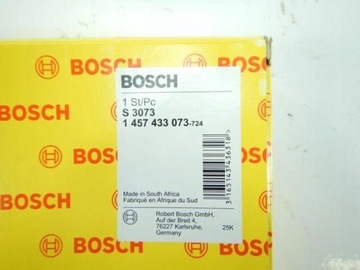 BOSCH
BOSCH
BOSCH
BOSCH
BOSCH
BOSCH
1 St/Pc
S 3073
1 457 433 073-724
3165143436318
Made in South Africa
Fabriqué en Afrique du Sud
Robert Bosch GmbH,
Auf der Breit 4,
76227 Karlsruhe,
Germany
25K